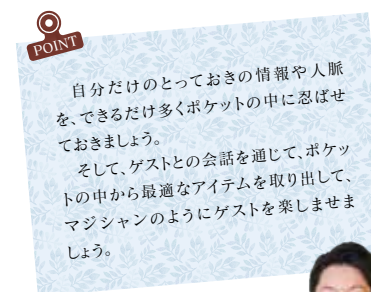 POINT
自分だけのとっておきの情報や人脈
を、できるだけ多くポケットの中に忍ばせ
ておきましょう。
そして、ゲストとの会話を通じて、ポケッ
トの中から最適なアイテムを取り出して、
マジシャンのようにゲストを楽しませま
しょう。